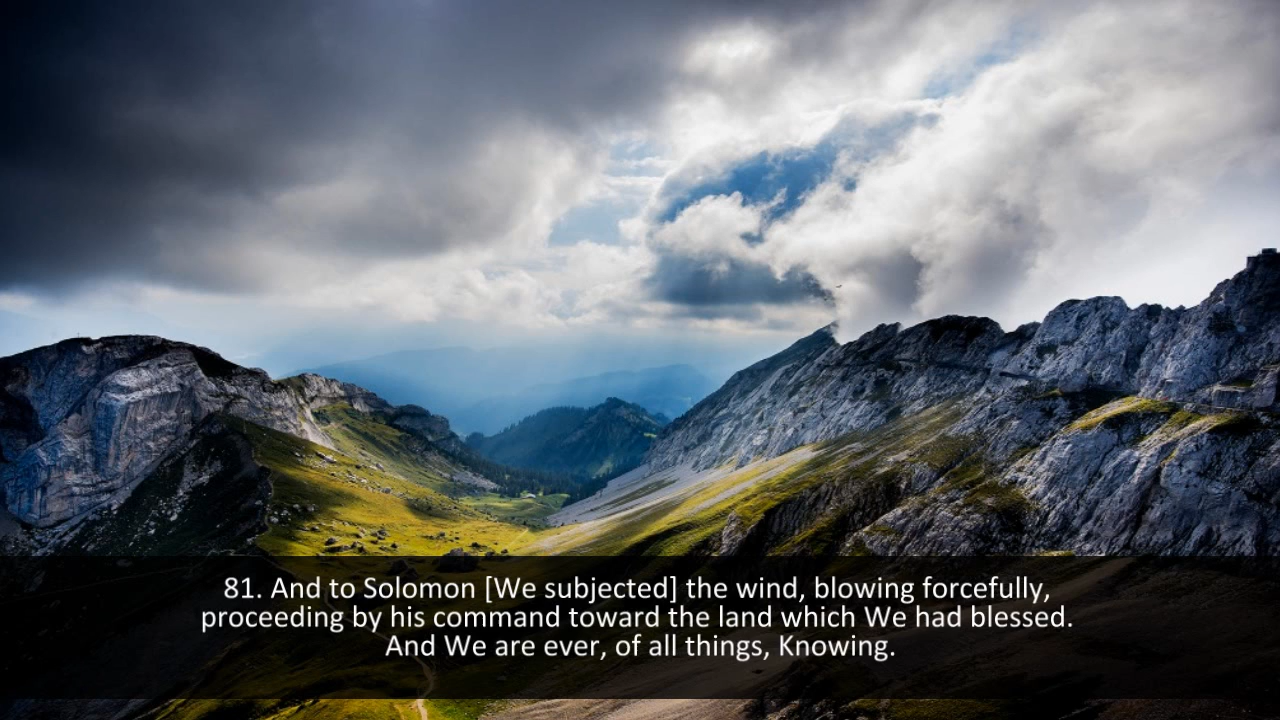 81. And to Solomon [We subjected] the wind, blowing forcefully,
proceeding by his command toward the land which We had blessed.
And We are ever, of all things, Knowing.